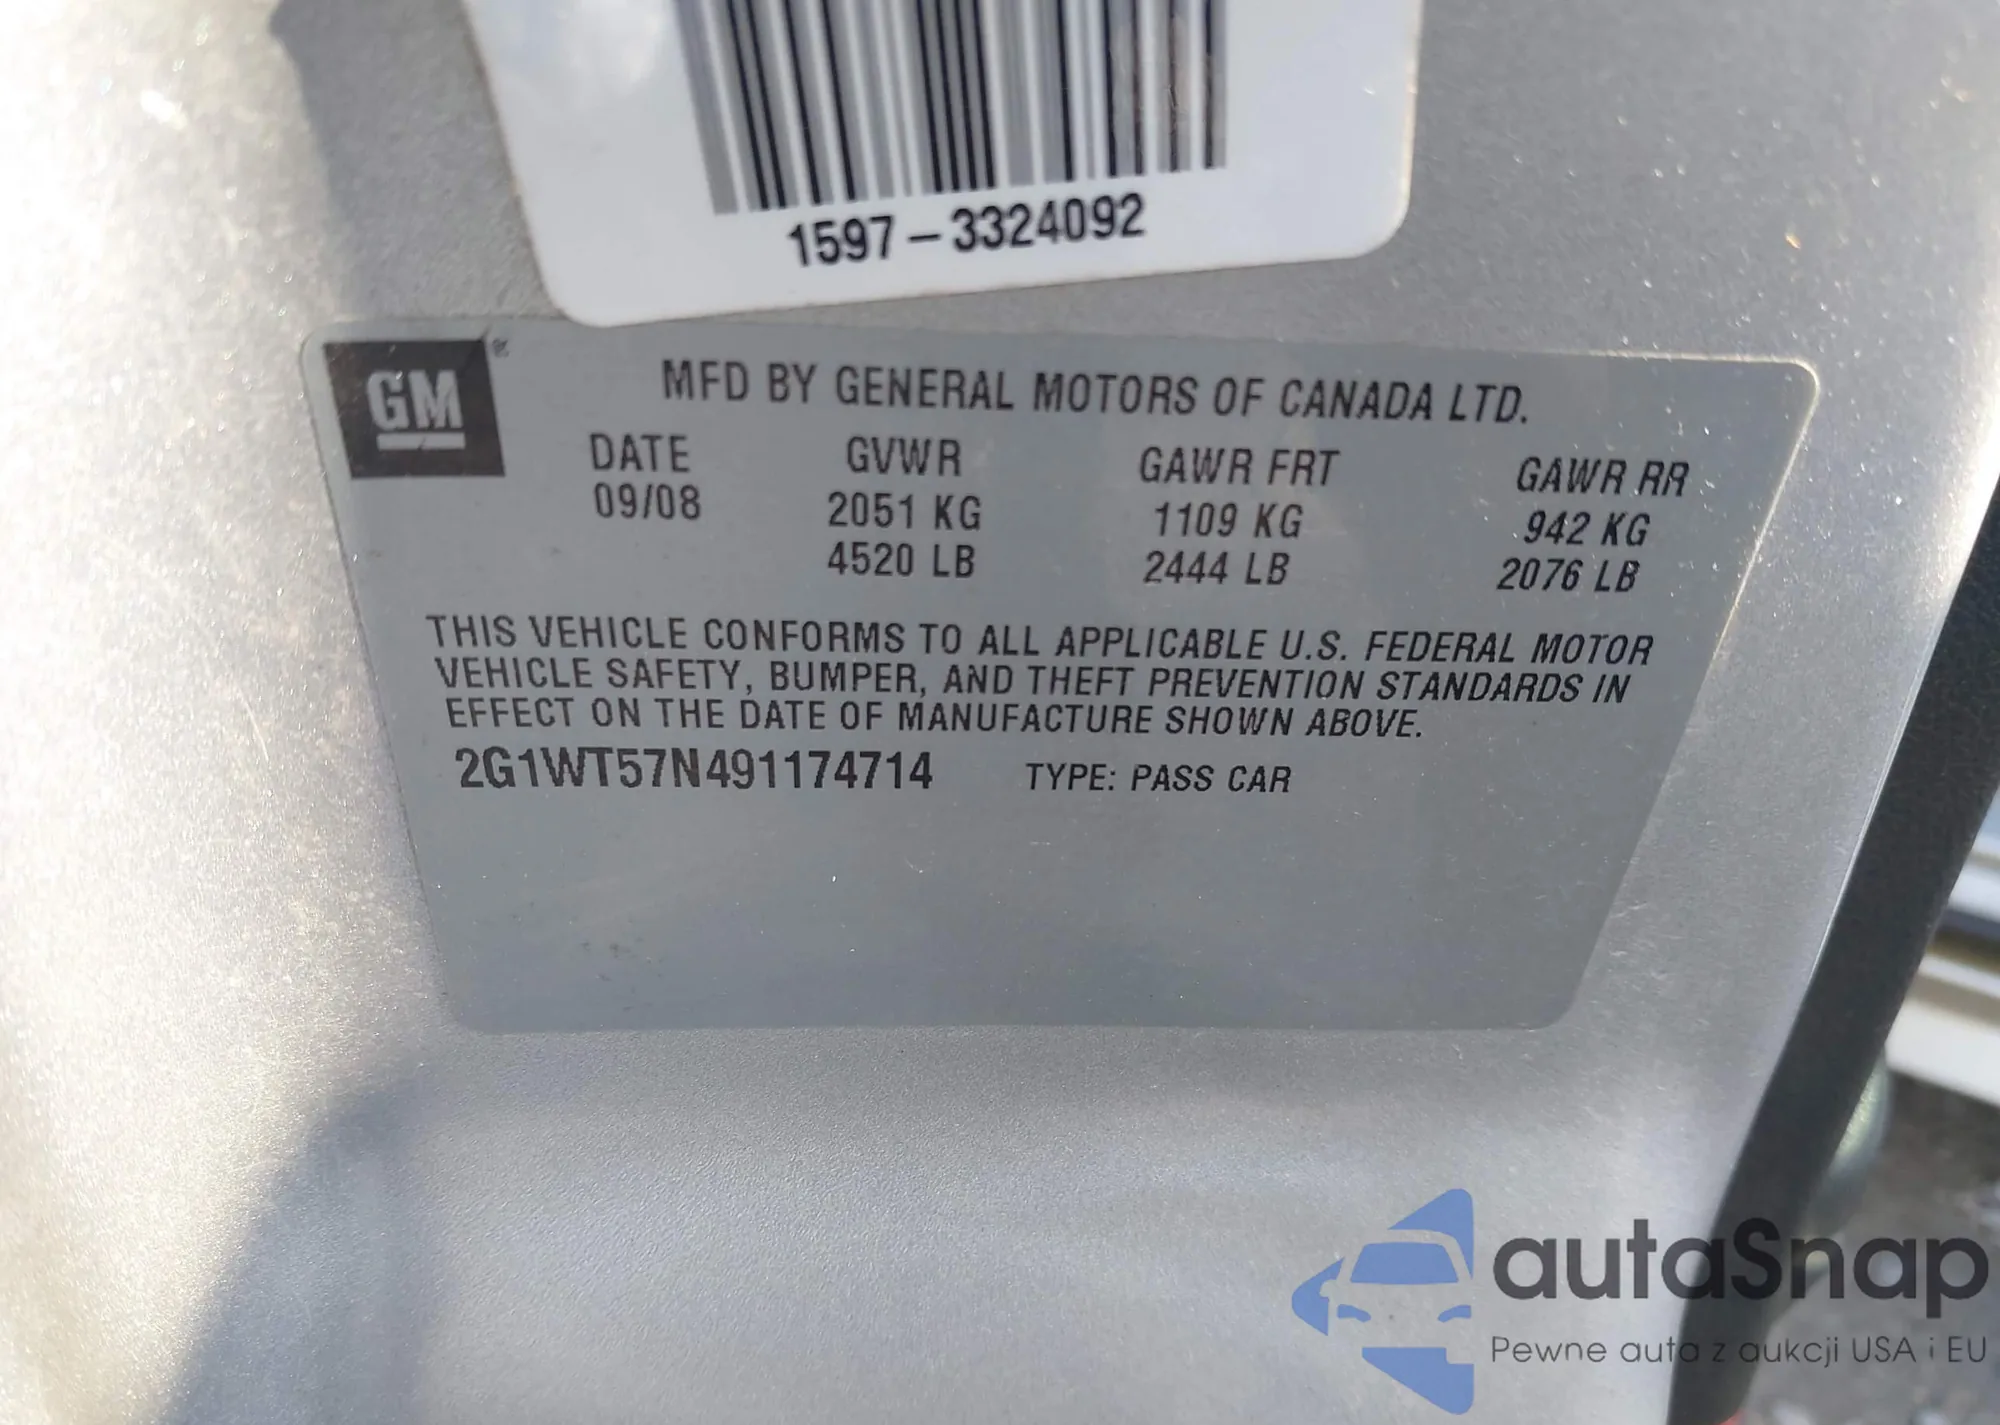 1597-3324092
GM
MFD BY GENERAL MOTORS OF CANADA LTD.
DATE GVWR GAWR FRT GAWR RR
09/08 2051 KG 1109 KG 942 KG
4520 LB 2444 LB 2076 LB
THIS VEHICLE CONFORMS TO ALL APPLICABLE U.S. FEDERAL MOTOR
VEHICLE SAFETY, BUMPER, AND THEFT PREVENTION STANDARDS IN
EFFECT ON THE DATE OF MANUFACTURE SHOWN ABOVE.
2G1WT57N491174714 TYPE: PASS CAR
autaSnap
Pewne auta z aukcji USA i EU